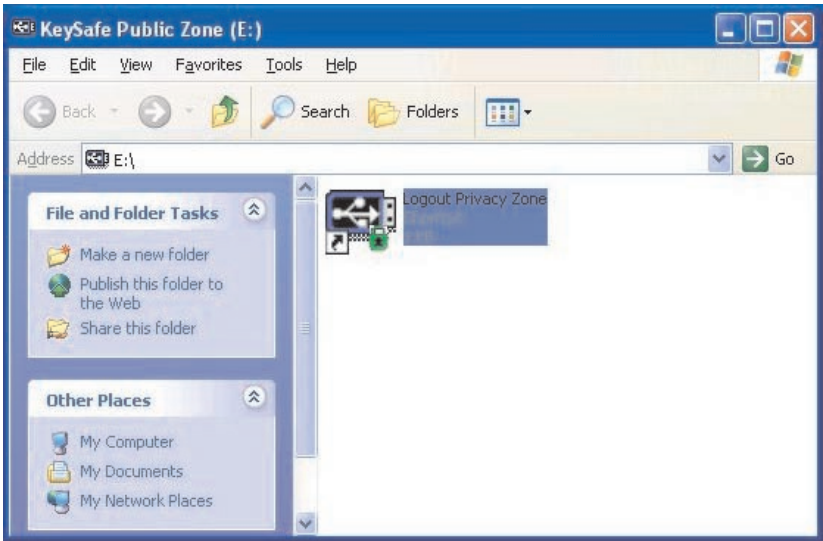 KeySafe Public Zone (E:)
File Edit View Favorites Tools Help
Back Search Folders
Address E:\ Go
File and Folder Tasks
Make a new folder
Publish this folder to
the Web
Share this folder
Other Places
My Computer
My Documents
My Network Places
Logout Privacy Zone
Shortcut